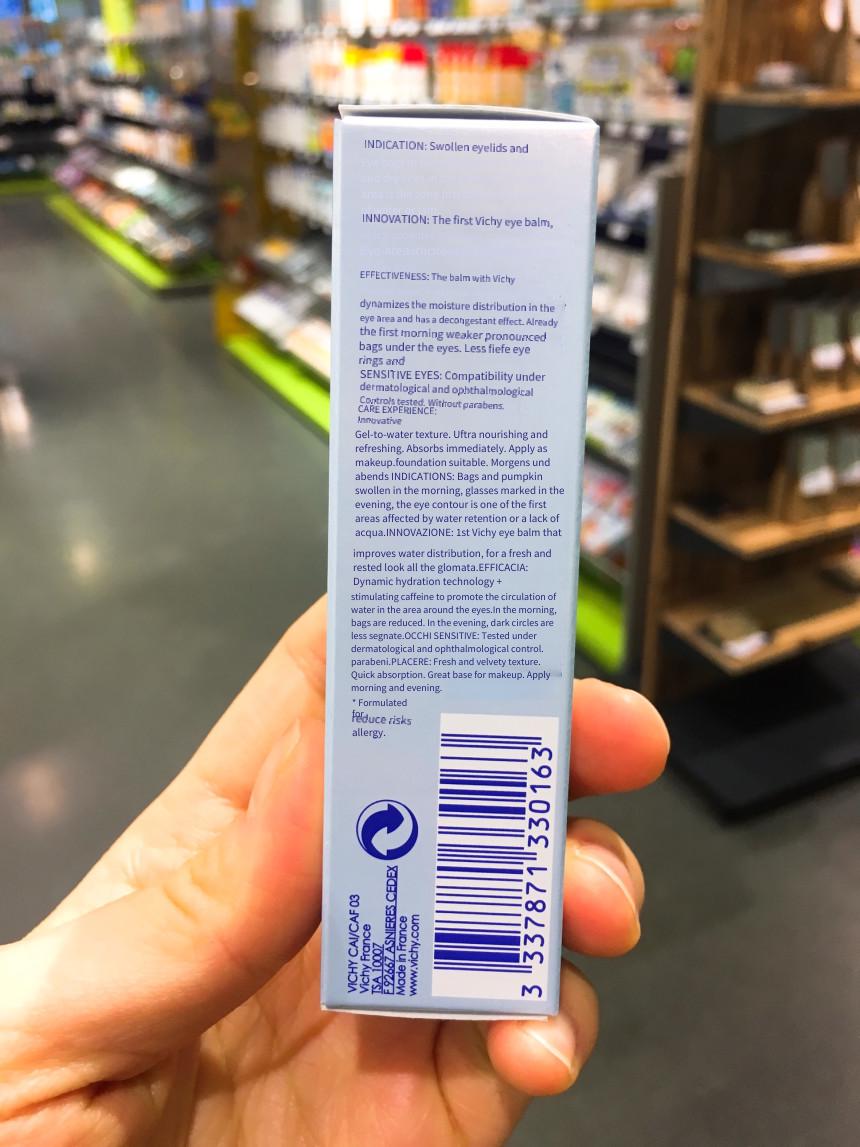 INDICATION: Swollen eyelids and
INNOVATION: The first Vichy eye balm,
EFFECTIVENESS: The balm with Vichy
dynamizes the moisture distribution in the
eye area and has a decongestant effect. Already
the first morning weaker pronounced
bags under the eyes. Less fiefe eye
rings and
SENSITIVE EYES: Compatibility under
dermatological and ophthalmological
Controls tested. Without parabens.
CARE EXPERIENCE:
Innovative
Gel-to-water texture. Uftra nourishing and
refreshing. Absorbs immediately. Apply as
makeup.foundation suitable. Morgens und
abends INDICATIONS: Bags and pumpkin
swollen in the morning, glasses marked in the
evening, the eye contour is one of the first
areas affected by water retention or a lack of
acqua.INNOVAZIONE: 1st Vichy eye balm that
improves water distribution, for a fresh and
rested look all the glomata.EFFICACIA:
Dynamic hydration technology +
stimulating caffeine to promote the circulation of
water in the area around the eyes.In the morning,
bags are reduced. In the evening, dark circles are
less segnate.OCCHI SENSITIVE: Tested under
dermatological and ophthalmological control.
parabeni.PLACERE: Fresh and velvety texture.
Quick absorption. Great base for makeup. Apply
morning and evening.
* Formulated
for
reduce risks
allergy.
VICHY CAI/CAF 03
Vichy France
TSA 10007
F 92667 ASNIERES CEDEX
Made in France
www.vichy.com
3 337871 330163